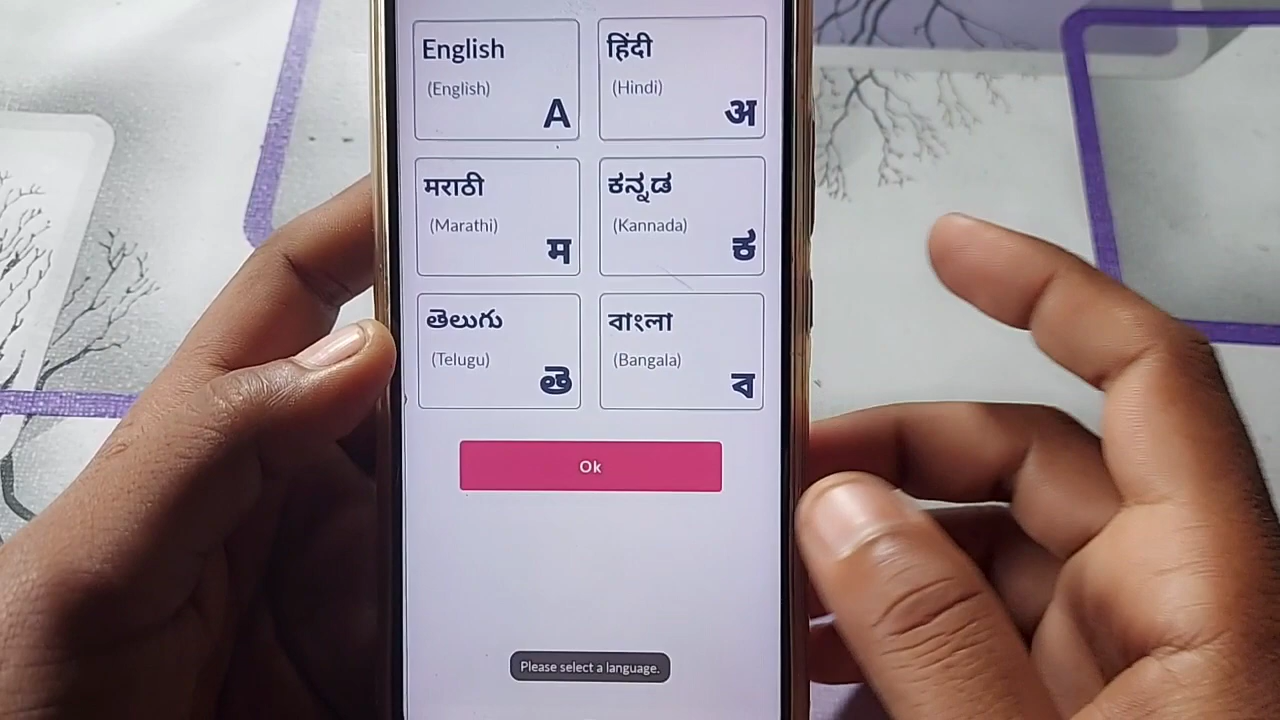 English
(English)
A
हिंदी
(Hindi)
अ
मराठी
(Marathi)
म
ಕನ್ನಡ
(Kannada)
ಕ
తెలుగు
(Telugu)
తె
বাংলা
(Bangala)
ব
Ok
Please select a language.